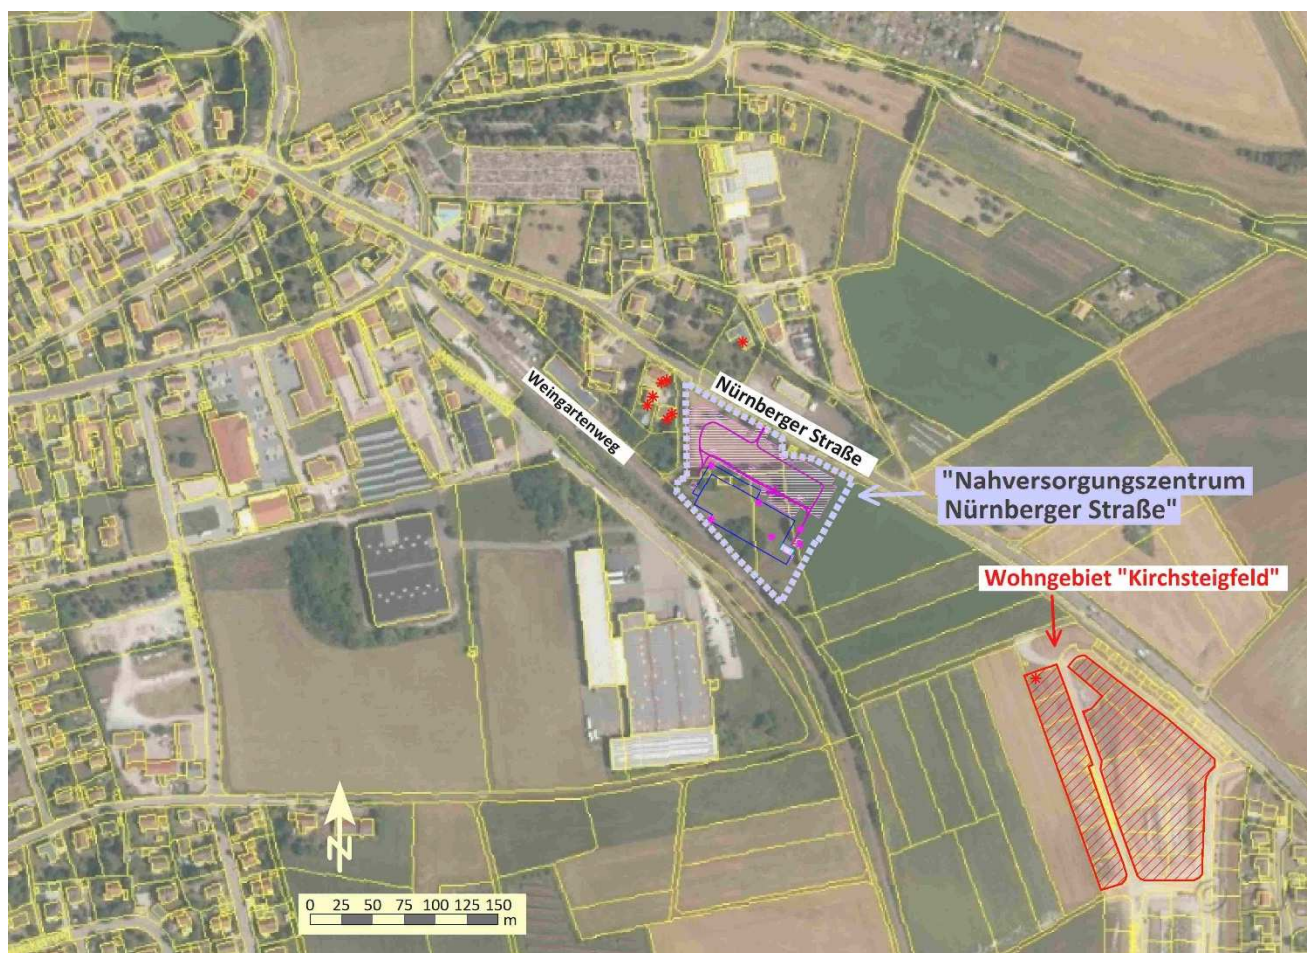 Weingartenweg
Nürnberger Straße
"Nahversorgungszentrum
Nürnberger Straße"
Wohngebiet "Kirchsteigfeld"
N
0 25 50 75 100 125 150
m